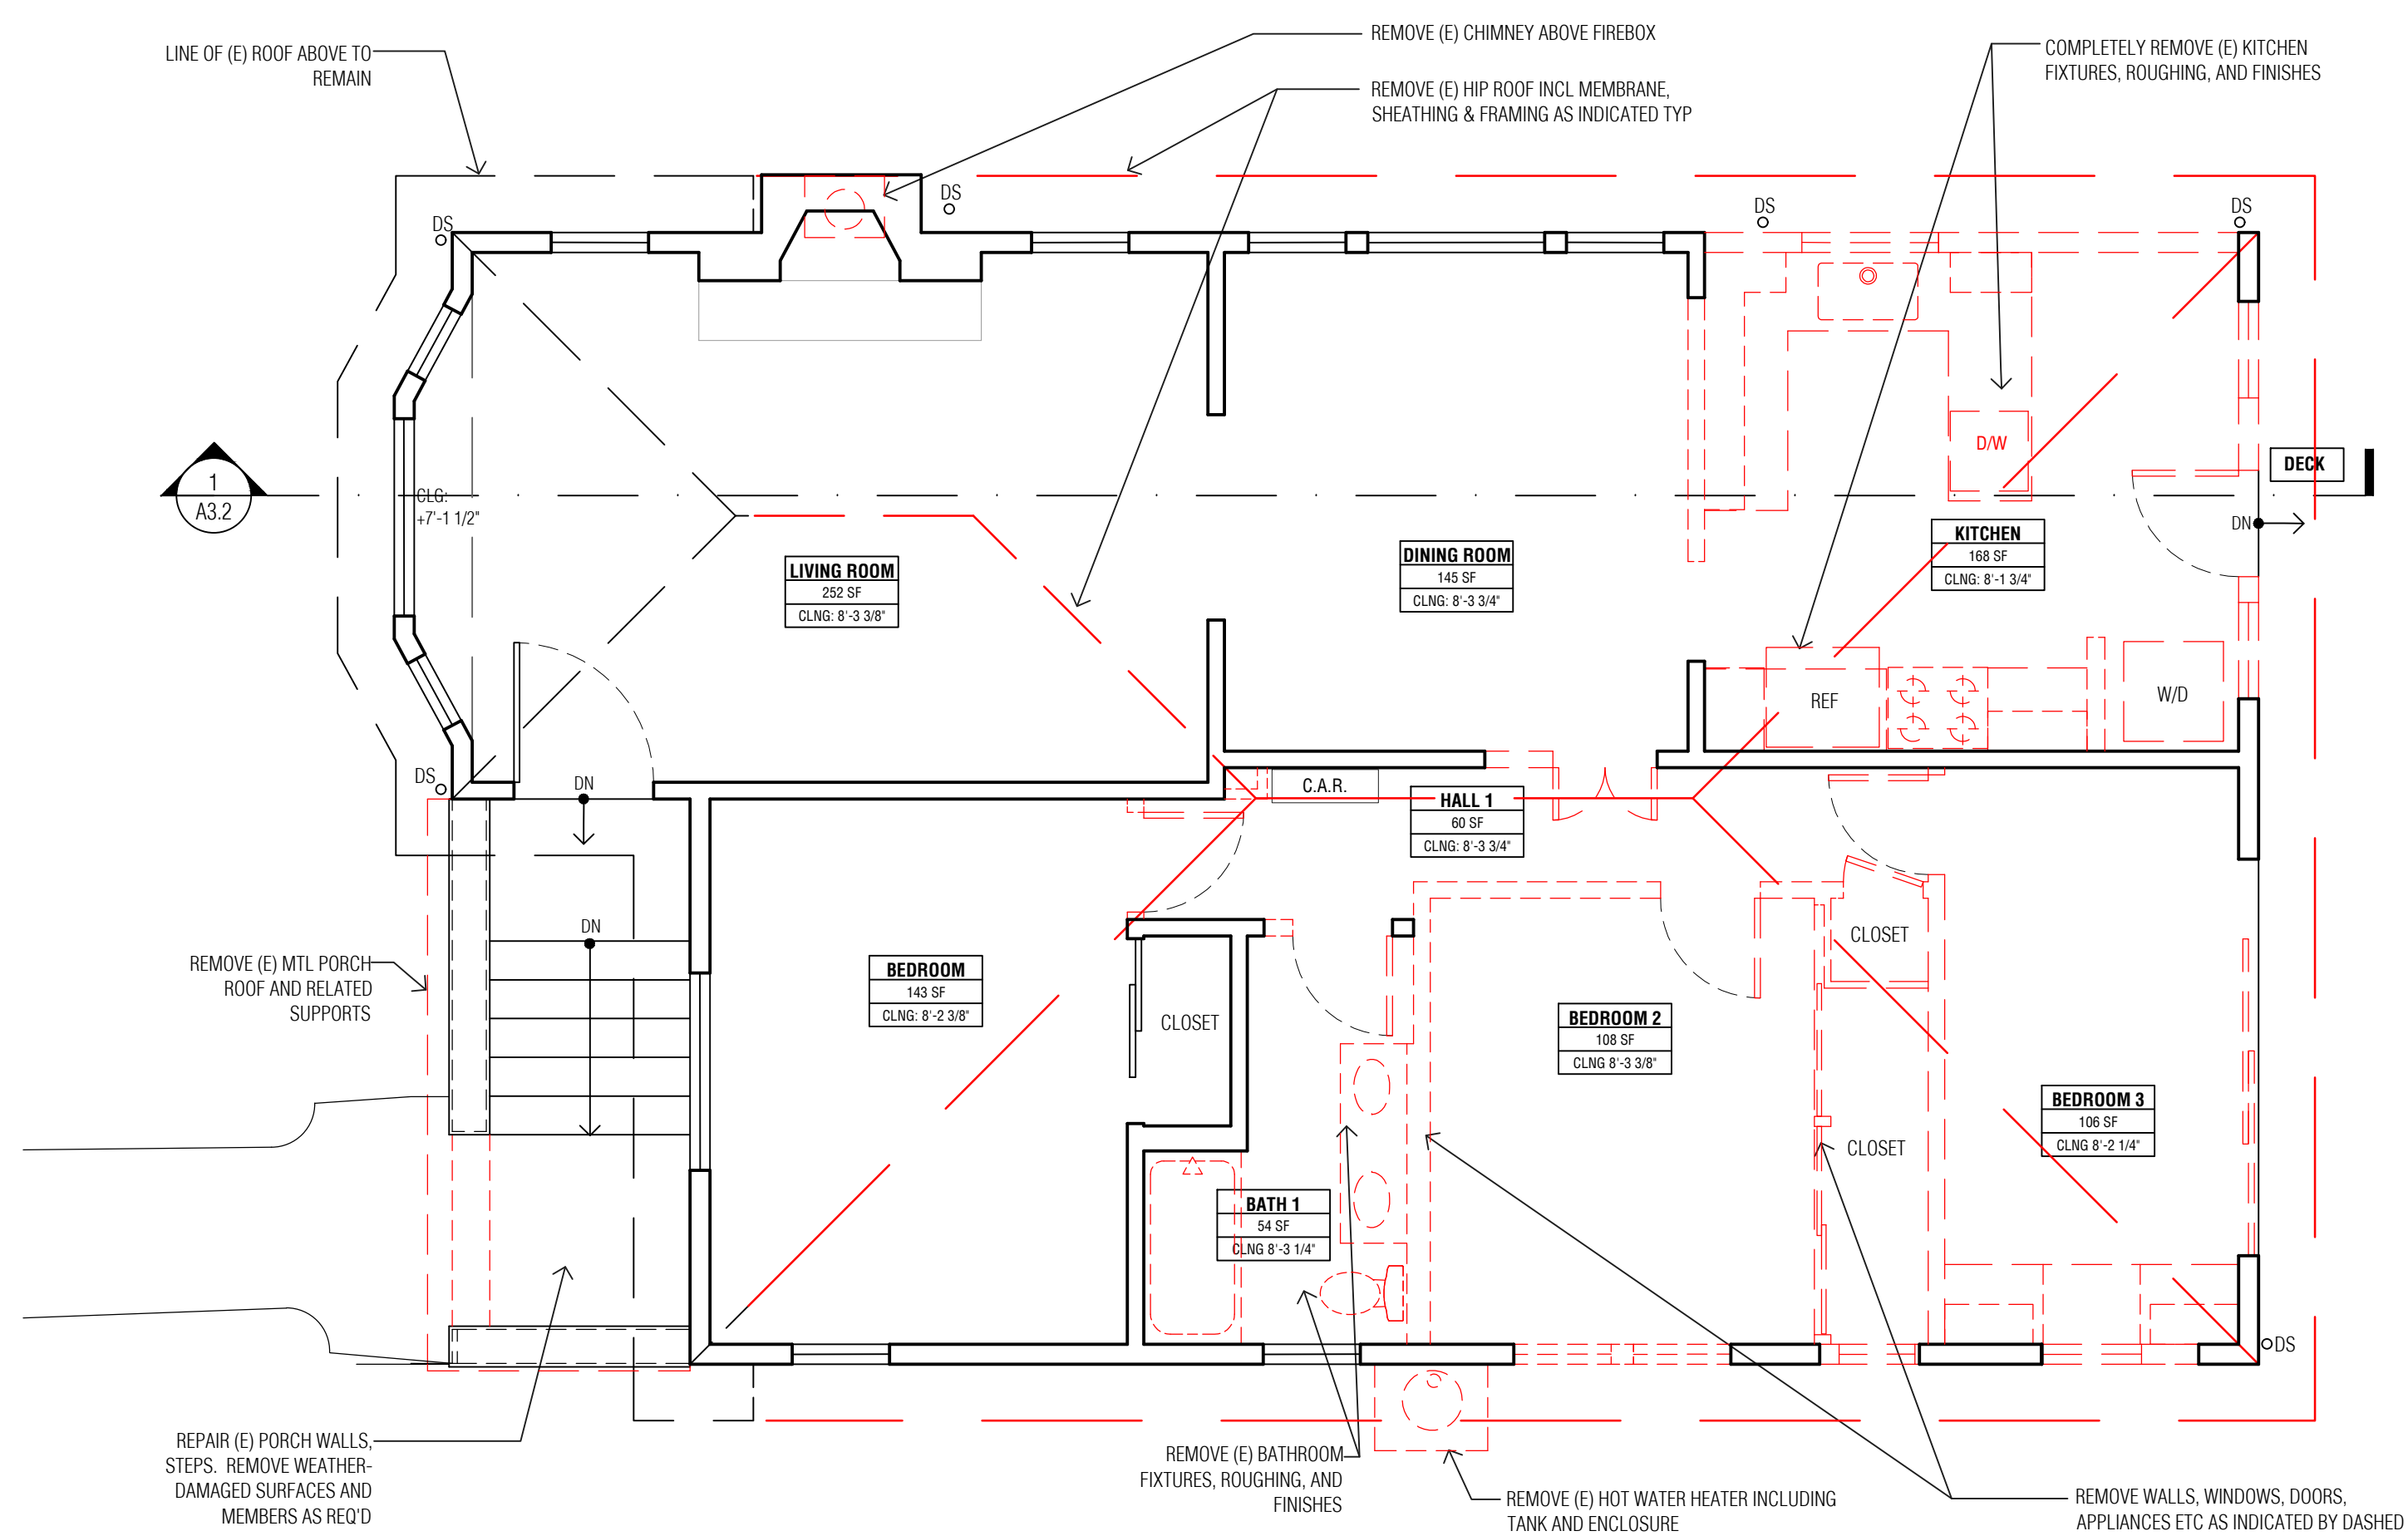 LINE OF (E) ROOF ABOVE TO
REMAIN
REMOVE (E) CHIMNEY ABOVE FIREBOX
REMOVE (E) HIP ROOF INCL MEMBRANE,
SHEATHING & FRAMING AS INDICATED TYP
COMPLETELY REMOVE (E) KITCHEN
FIXTURES, ROUGHING, AND FINISHES
DS
DS
DS
DS
D/W
DECK
1
A3.2
CLG:
+7'-1 1/2"
DN
LIVING ROOM
252 SF
CLNG: 8'-3 3/8"
DINING ROOM
145 SF
CLNG: 8'-3 3/4"
KITCHEN
168 SF
CLNG: 8'-1 3/4"
REF
W/D
DS
DN
C.A.R.
HALL 1
60 SF
CLNG: 8'-3 3/4"
DN
CLOSET
REMOVE (E) MTL PORCH
ROOF AND RELATED
SUPPORTS
BEDROOM
143 SF
CLNG: 8'-2 3/8"
CLOSET
BEDROOM 2
108 SF
CLNG 8'-3 3/8"
BEDROOM 3
106 SF
CLNG 8'-2 1/4"
CLOSET
BATH 1
54 SF
CLNG 8'-3 1/4"
DS
REPAIR (E) PORCH WALLS,
STEPS. REMOVE WEATHER-
DAMAGED SURFACES AND
MEMBERS AS REQ'D
REMOVE (E) BATHROOM
FIXTURES, ROUGHING, AND
FINISHES
REMOVE (E) HOT WATER HEATER INCLUDING
TANK AND ENCLOSURE
REMOVE WALLS, WINDOWS, DOORS,
APPLIANCES ETC AS INDICATED BY DASHED